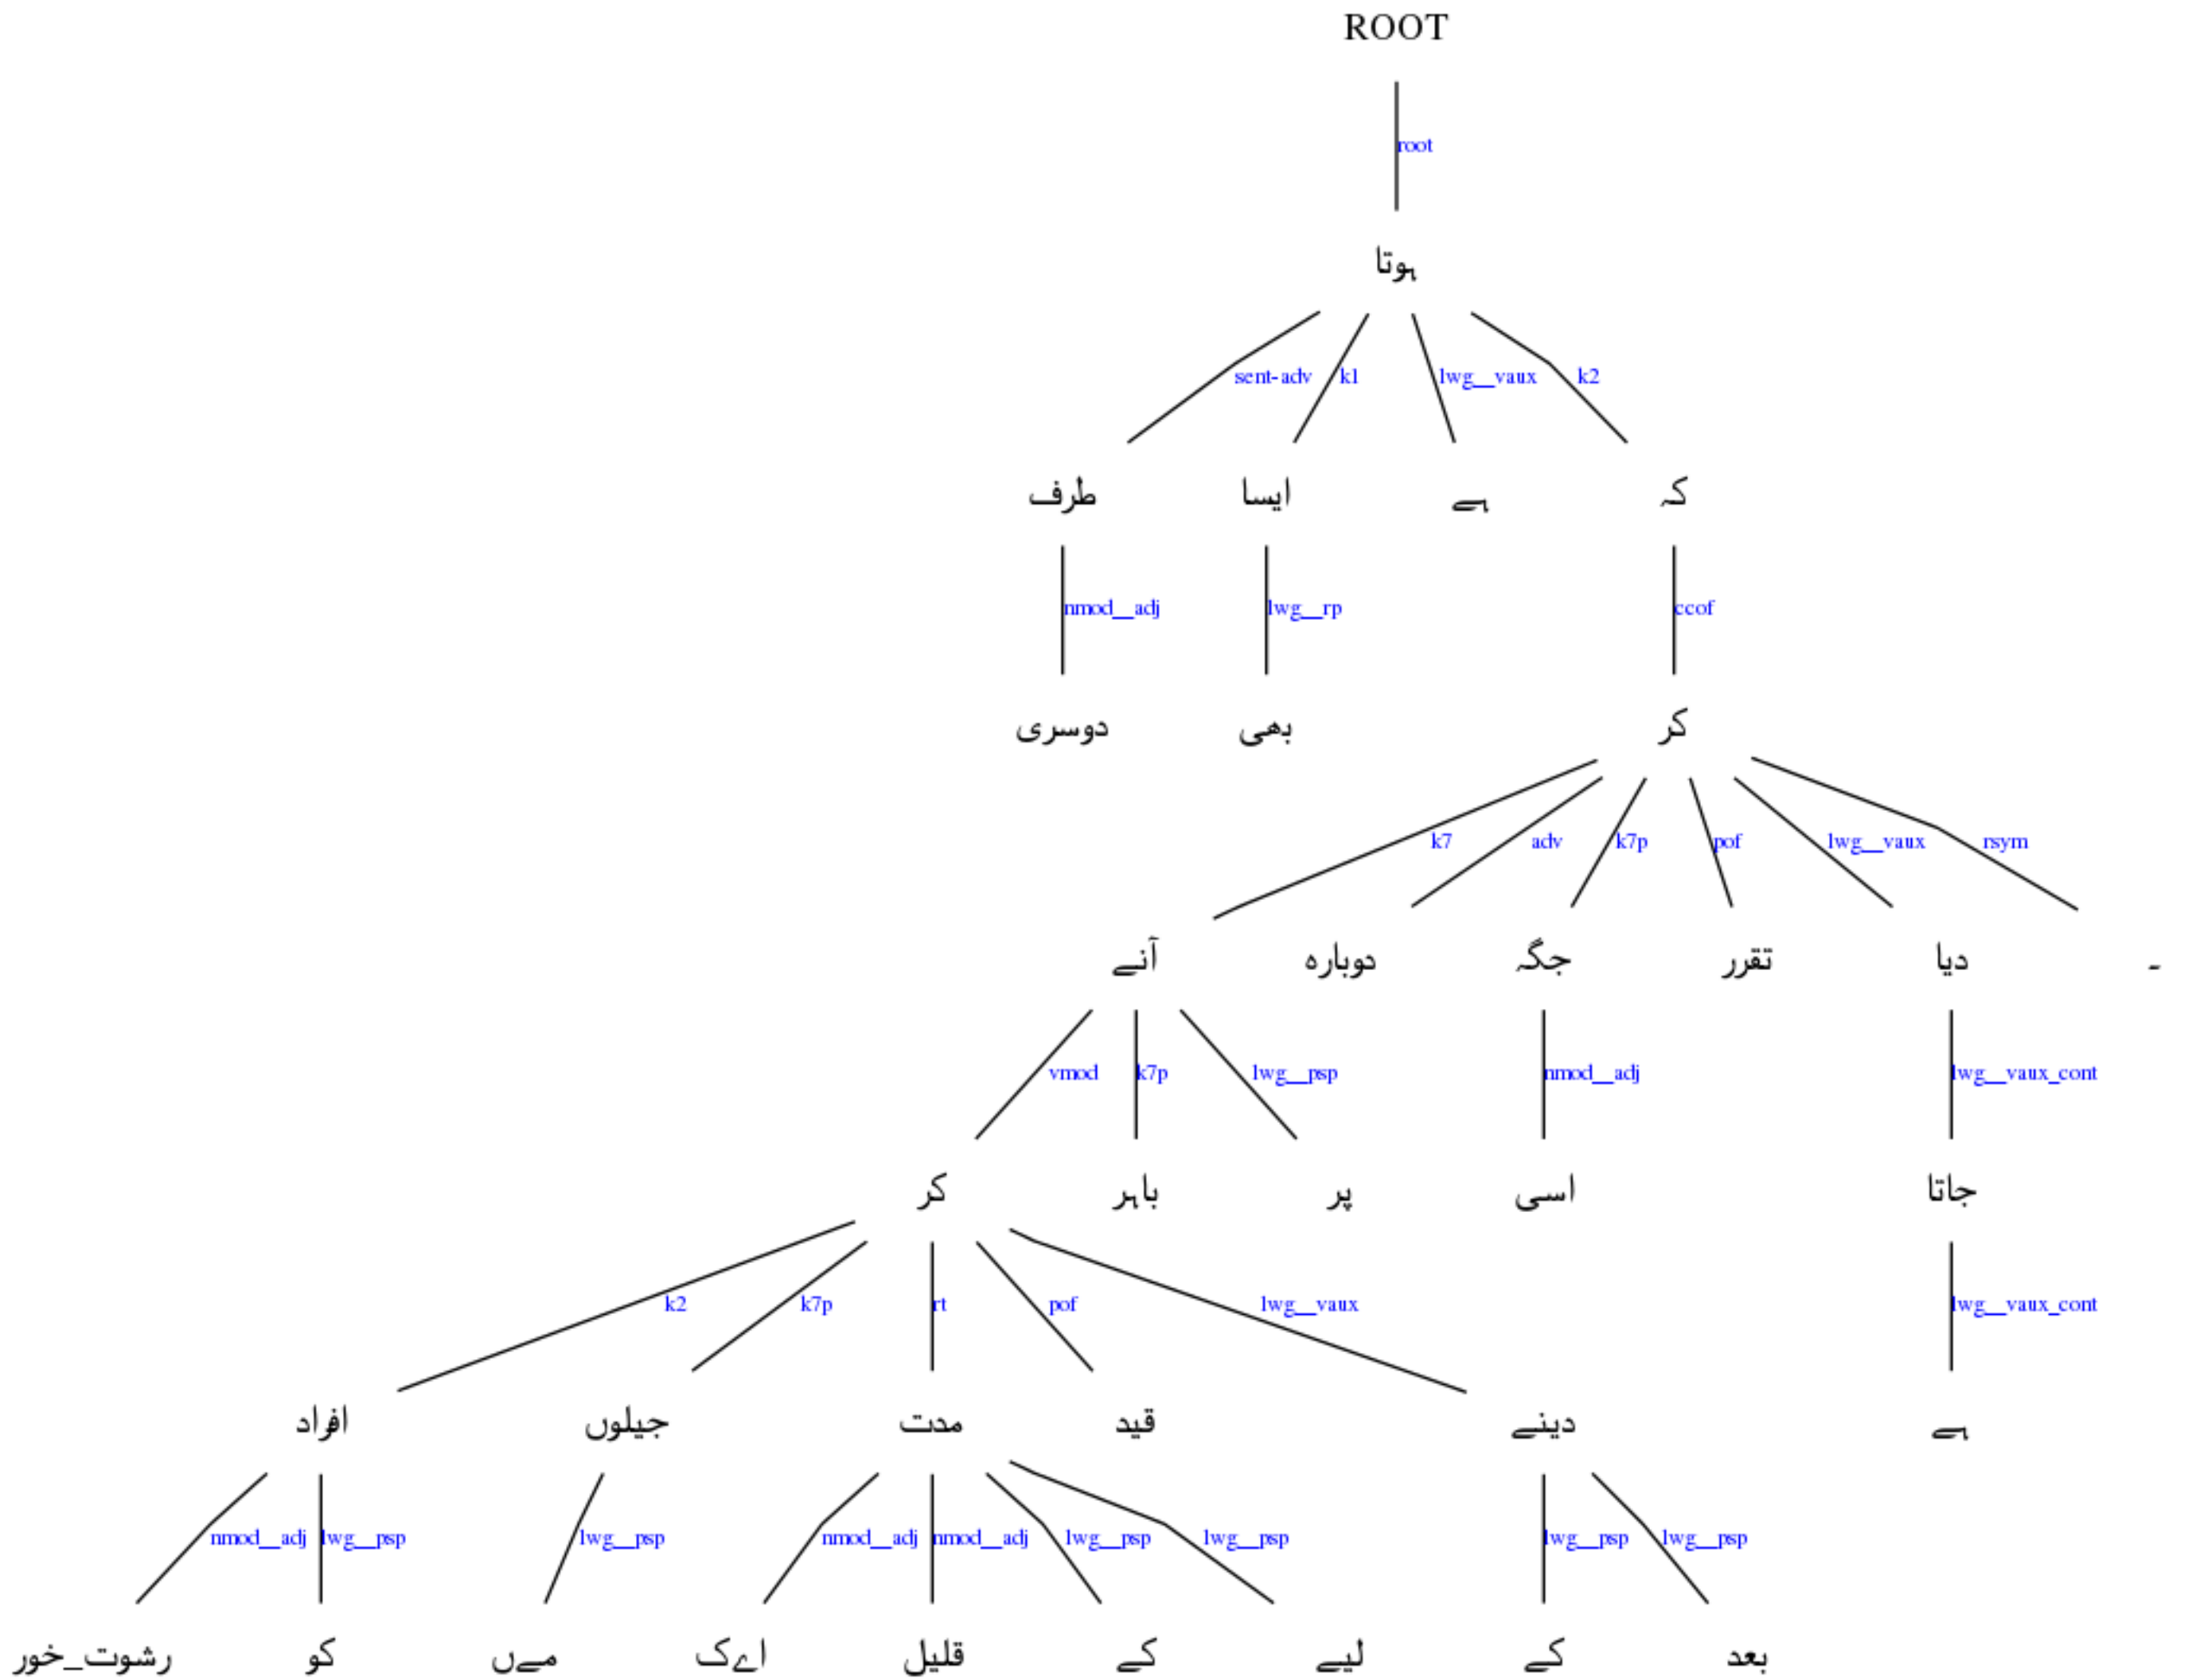 ROOT
root
ہوتا
sent-adv k1 lwg__vaux k2
طرف ایسا ہے کہ
nmod__adj lwg__rp ccof
دوسری بھی کر
k7 adv k7p pof lwg__vaux rsym
آنے دوبارہ جگہ تقرر دیا ۔
vmod k7p lwg__psp nmod__adj lwg__vaux_cont
کر باہر پر اسی جاتا
k2 k7p rt pof lwg__vaux lwg__vaux_cont
افراد جیلوں مدت قید دینے ہے
nmod__adj lwg__psp lwg__psp nmod__adj nmod__adj lwg__psp lwg__psp lwg__psp lwg__psp
رشوت_خور کو مےں اےک قلیل کے لیے کے بعد